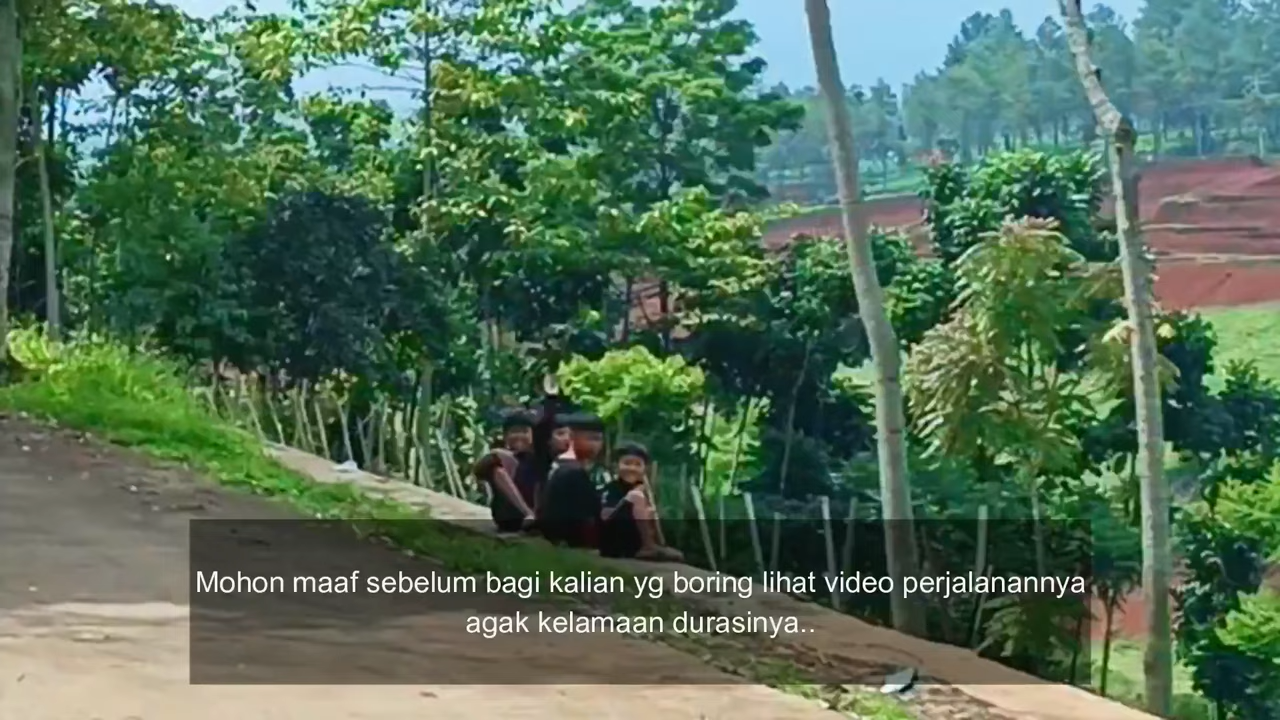 Mohon maaf sebelum bagi kalian yg boring lihat video perjalanannya
agak kelamaan durasinya..